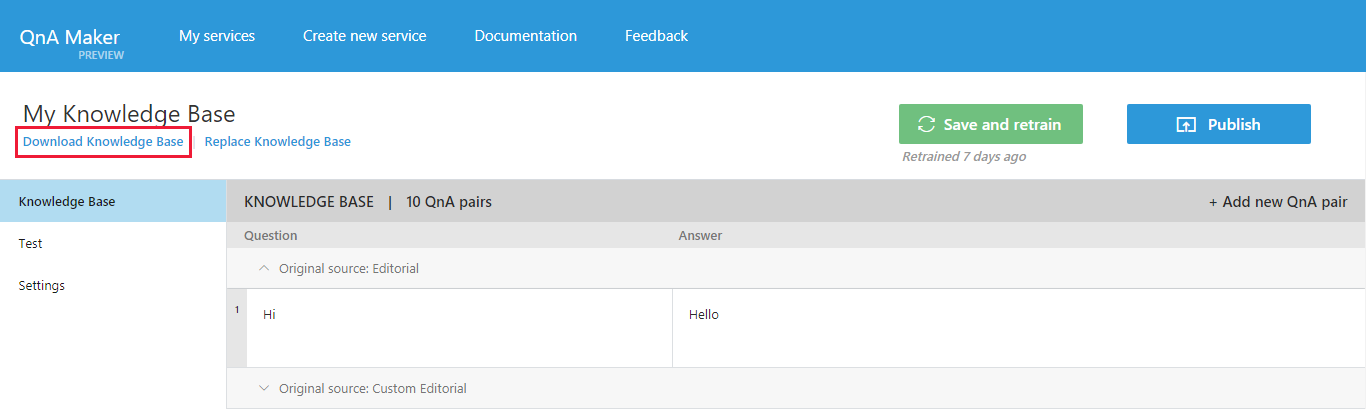 QnA Maker My services Create new service Documentation Feedback
PREVIEW
My Knowledge Base
Download Knowledge Base | Replace Knowledge Base
Save and retrain
Publish
Retrained 7 days ago
Knowledge Base
Test
Settings
KNOWLEDGE BASE | 10 QnA pairs + Add new QnA pair
Question Answer
Original source: Editorial
1 Hi Hello
Original source: Custom Editorial